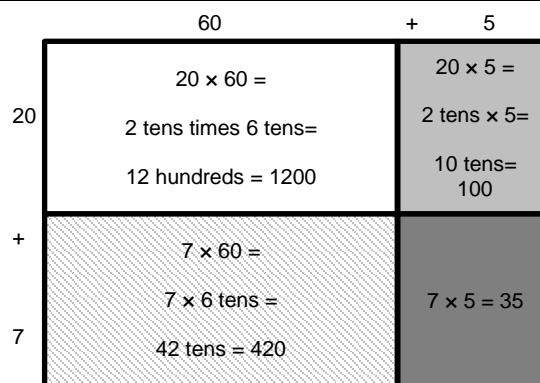 60 + 5
20
20 × 60 =
2 tens times 6 tens=
12 hundreds = 1200
20 × 5 =
2 tens × 5=
10 tens=
100
+
7
7 × 60 =
7 × 6 tens =
42 tens = 420
7 × 5 = 35